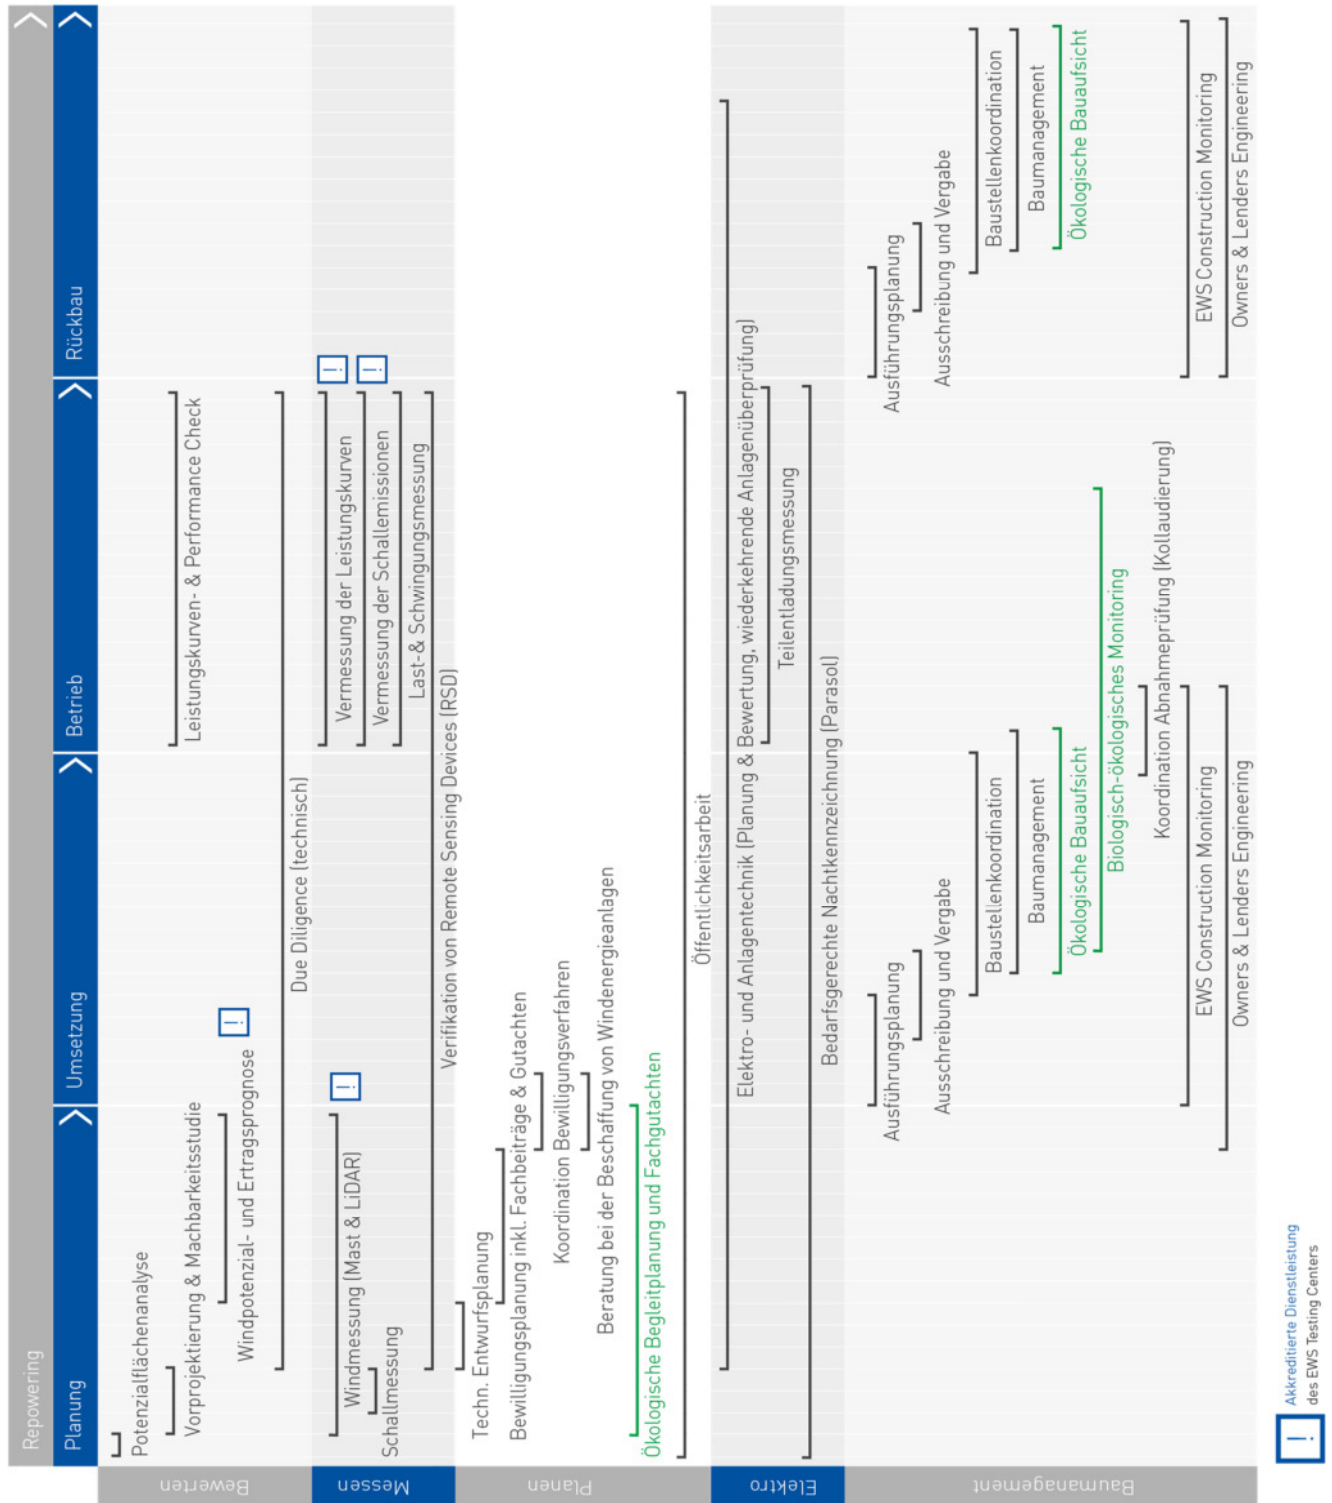 Repowering
Planung
Umsetzung
Betrieb
Rückbau
Bewerten
Potenzialflächenanalyse
Vorprojektierung & Machbarkeitsstudie
Leistungskurven- & Performance Check
Windpotenzial- und Ertragsprognose
i
Due Diligence (technisch)
Messen
Windmessung (Mast & LiDAR)
i
Vermessung der Leistungskurven
i
Schallmessung
Vermessung der Schallemissionen
i
Last-& Schwingungsmessung
Verifikation von Remote Sensing Devices (RSD)
Planen
Techn. Entwurfsplanung
Bewilligungsplanung inkl. Fachbeiträge & Gutachten
Koordination Bewilligungsverfahren
Beratung bei der Beschaffung von Windenergieanlagen
Ökologische Begleitplanung und Fachgutachten
Öffentlichkeitsarbeit
Elektro
Elektro- und Anlagentechnik (Planung & Bewertung, wiederkehrende Anlagenüberprüfung)
Teilentladungsmessung
Bedarfsgerechte Nachtkennzeichnung (Parasol)
Baumanagement
Ausführungsplanung
Ausführungsplanung
Ausschreibung und Vergabe
Ausschreibung und Vergabe
Baustellenkoordination
Baustellenkoordination
Baumanagement
Baumanagement
Ökologische Bauaufsicht
Ökologische Bauaufsicht
Biologisch-ökologisches Monitoring
Koordination Abnahmeprüfung (Kollaudierung)
EWS Construction Monitoring
EWS Construction Monitoring
Owners & Lenders Engineering
Owners & Lenders Engineering
i
Akkreditierte Dienstleistung
des EWS Testing Centers